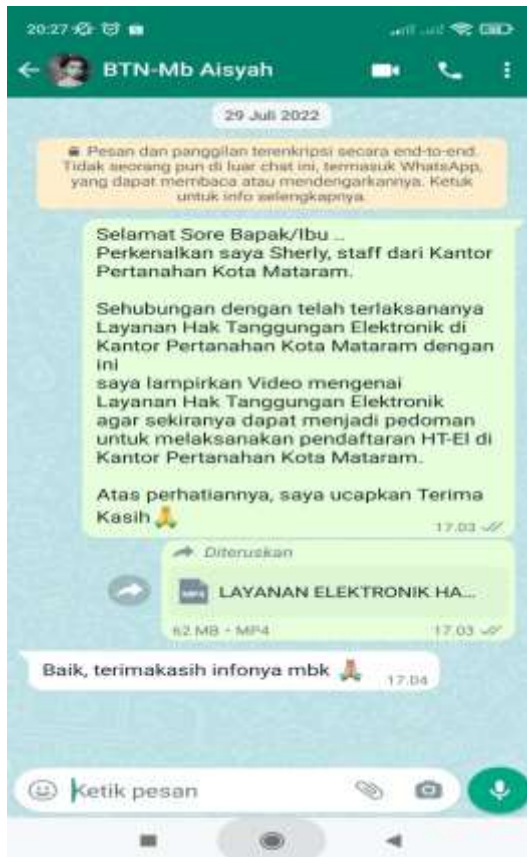 20:27
BTN-Mb Aisyah
29 Juli 2022
Pesan dan panggilan terenkripsi secara end-to-end.
Tidak seorang pun di luar chat ini, termasuk WhatsApp,
yang dapat membaca atau mendengarkannya. Ketuk
untuk info selengkapnya.
Selamat Sore Bapak/Ibu ..
Perkenalkan saya Sherly, staff dari Kantor
Pertanahan Kota Mataram.
Sehubungan dengan telah terlaksananya
Layanan Hak Tanggungan Elektronik di
Kantor Pertanahan Kota Mataram dengan
ini
saya lampirkan Video mengenai
Layanan Hak Tanggungan Elektronik
agar sekiranya dapat menjadi pedoman
untuk melaksanakan pendaftaran HT-El di
Kantor Pertanahan Kota Mataram.
Atas perhatiannya, saya ucapkan Terima
Kasih 🙏
17.03
Diteruskan
LAYANAN ELEKTRONIK HA...
62 MB • MP4 17.03
Baik, terimakasih infonya mbk 🙏 17.04
Ketik pesan